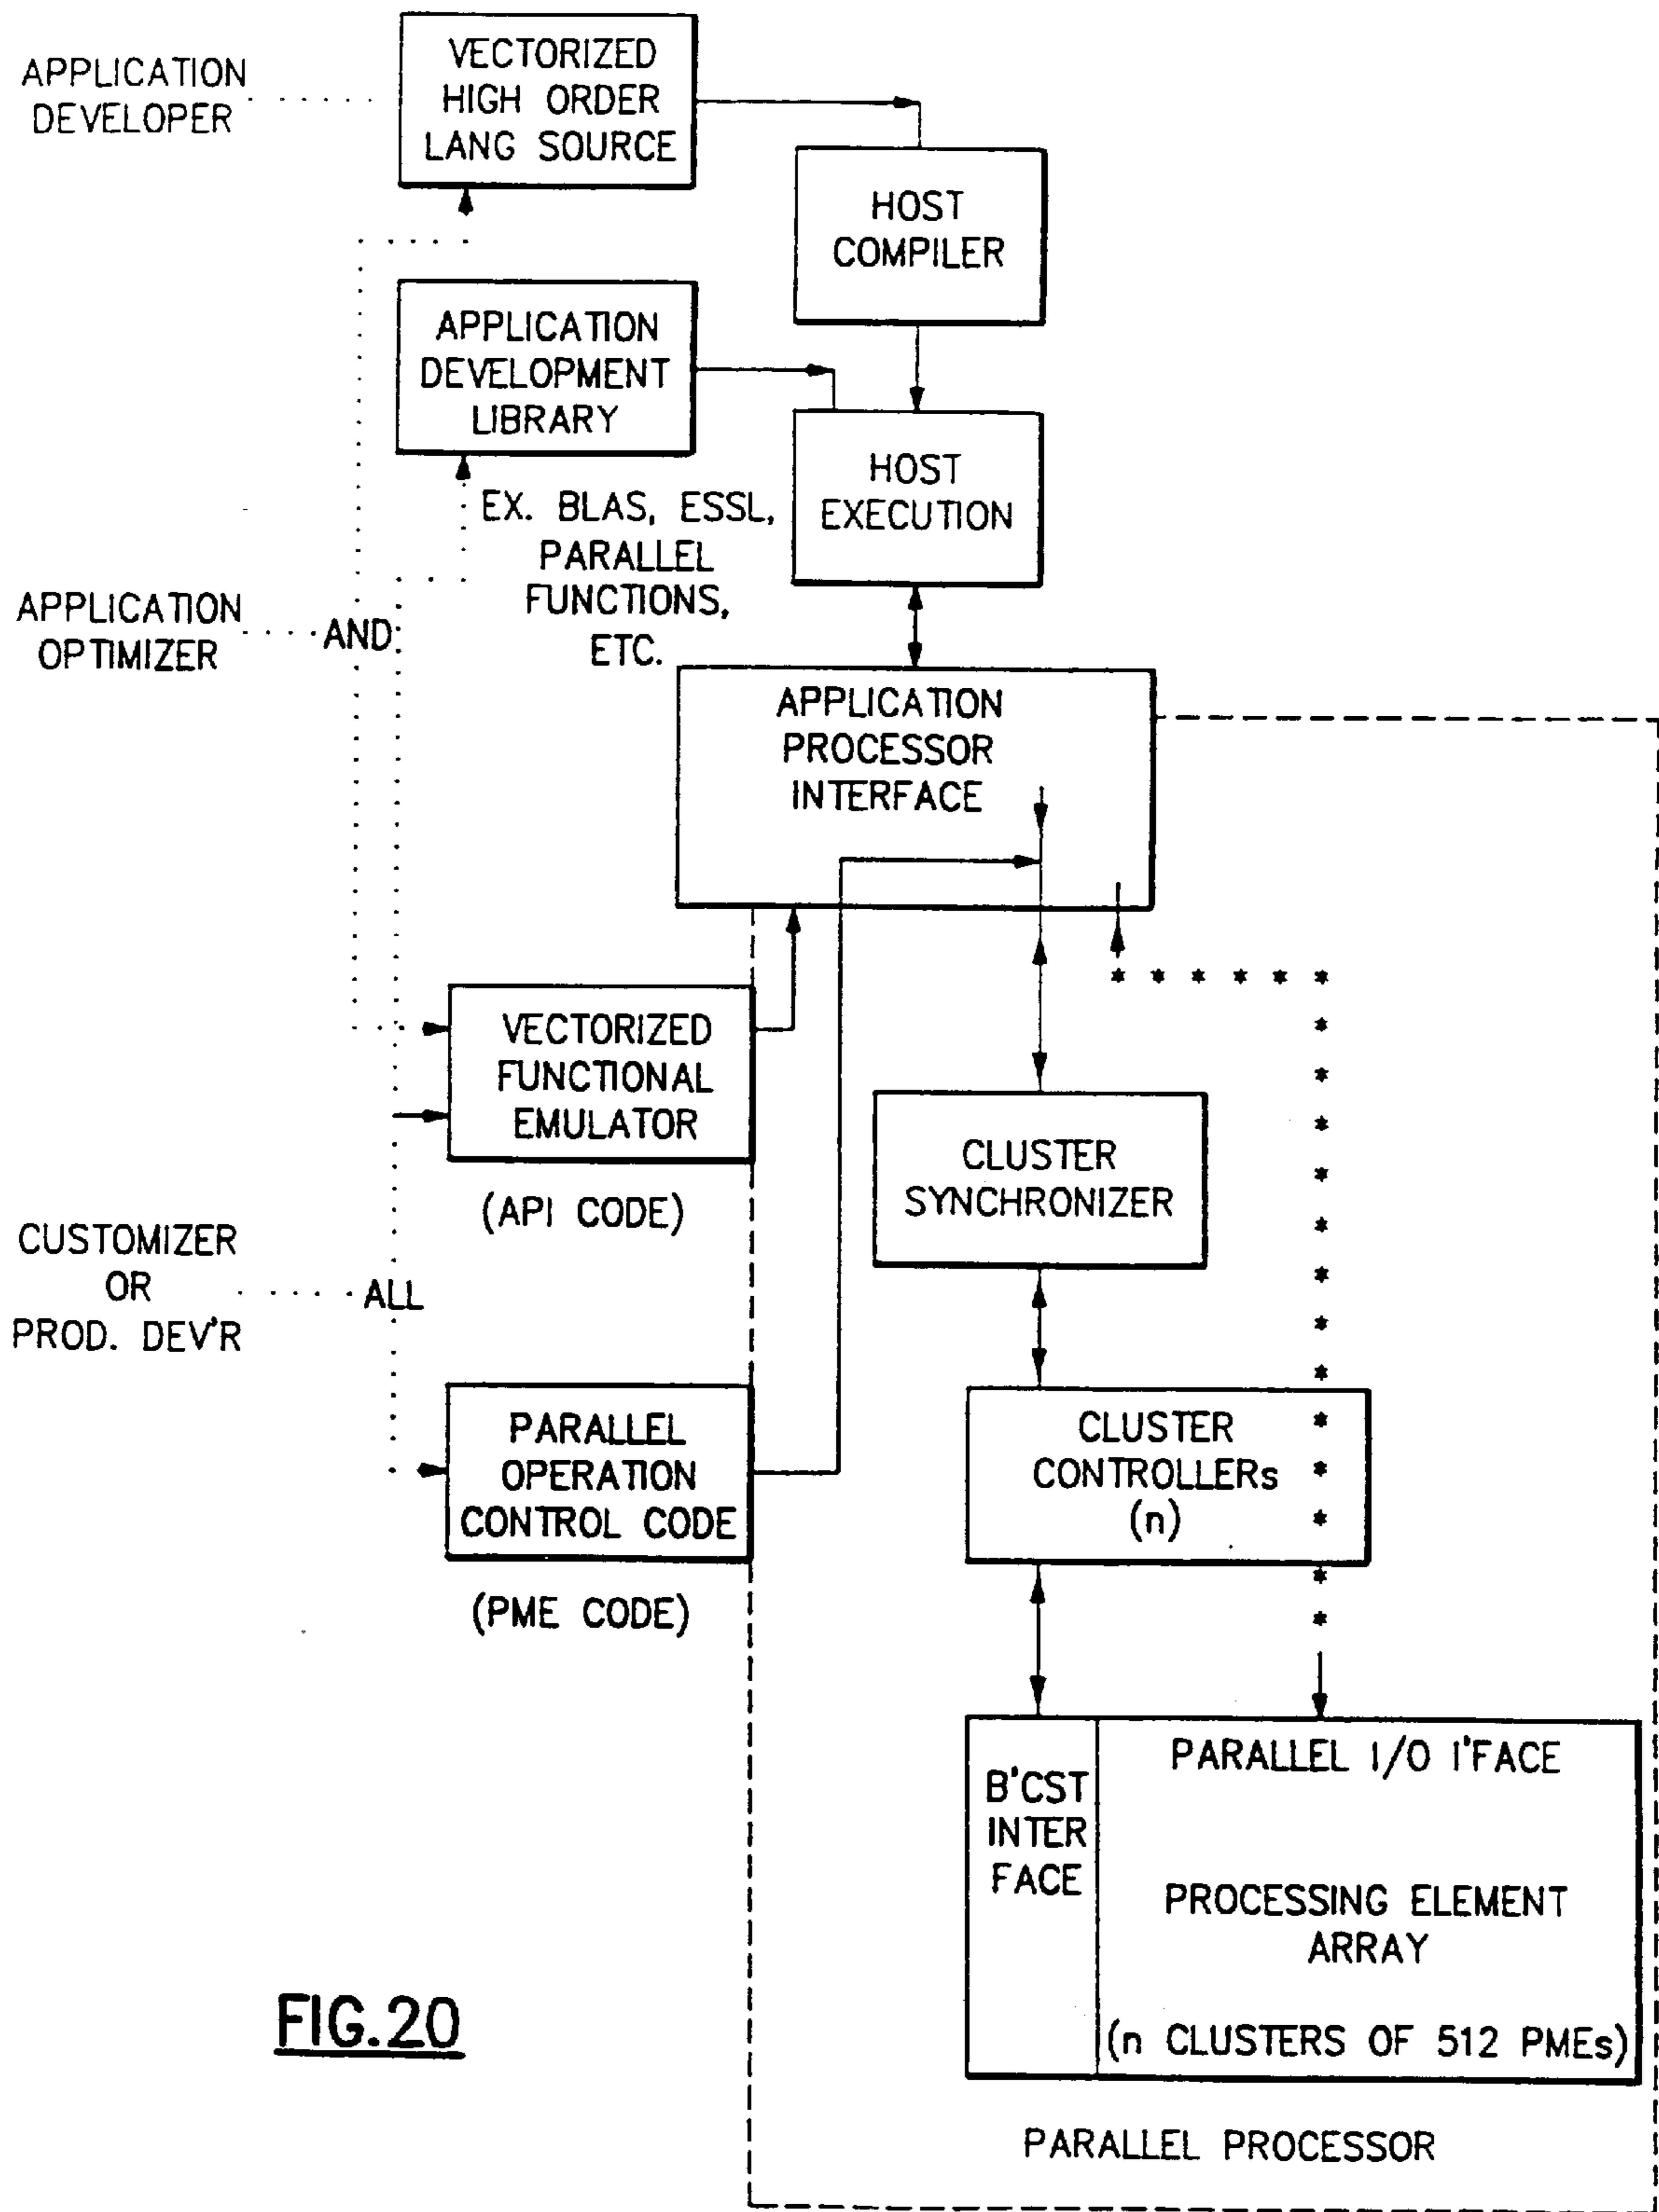 APPLICATION
DEVELOPER
VECTORIZED
HIGH ORDER
LANG SOURCE
HOST
COMPILER
APPLICATION
DEVELOPMENT
LIBRARY
HOST
EXECUTION
EX. BLAS, ESSL,
PARALLEL
FUNCTIONS,
ETC.
APPLICATION
OPTIMIZER
AND
APPLICATION
PROCESSOR
INTERFACE
VECTORIZED
FUNCTIONAL
EMULATOR
(API CODE)
CLUSTER
SYNCHRONIZER
CUSTOMIZER
OR
PROD. DEV'R
ALL
PARALLEL
OPERATION
CONTROL CODE
(PME CODE)
CLUSTER
CONTROLLERs
(n)
B'CST
INTER
FACE
PARALLEL I/O I'FACE
PROCESSING ELEMENT
ARRAY
(n CLUSTERS OF 512 PMEs)
PARALLEL PROCESSOR
FIG.20